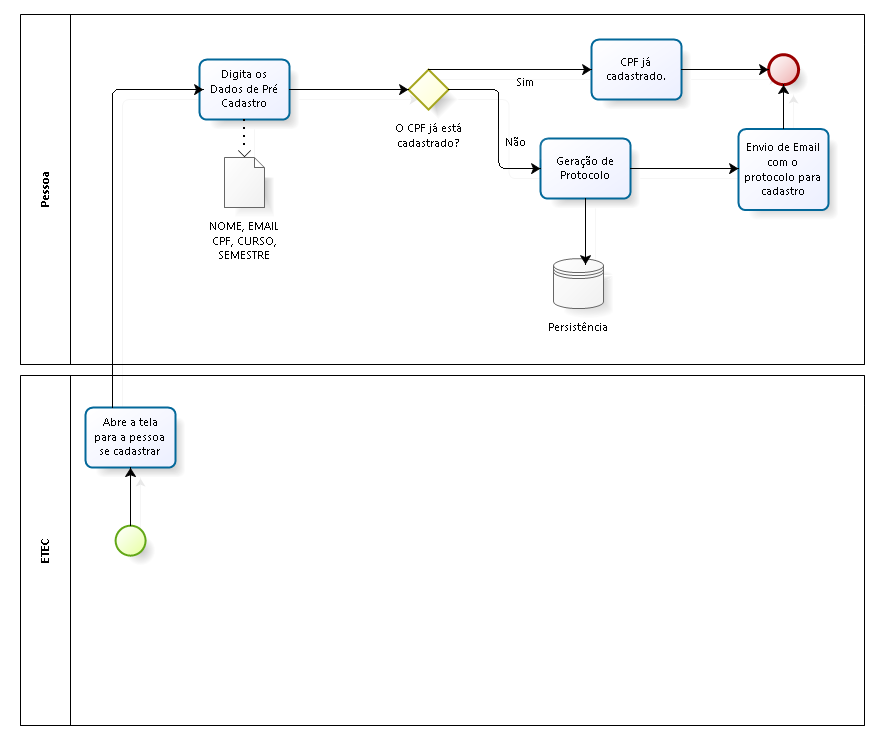 Pessoa
Digita os
Dados de Pré
Cadastro
NOME, EMAIL
CPF, CURSO,
SEMESTRE
O CPF já está
cadastrado?
Sim
Não
CPF já
cadastrado.
Geração de
Protocolo
Persistência
Envio de Email
com o
protocolo para
cadastro
ETEC
Abre a tela
para a pessoa
se cadastrar